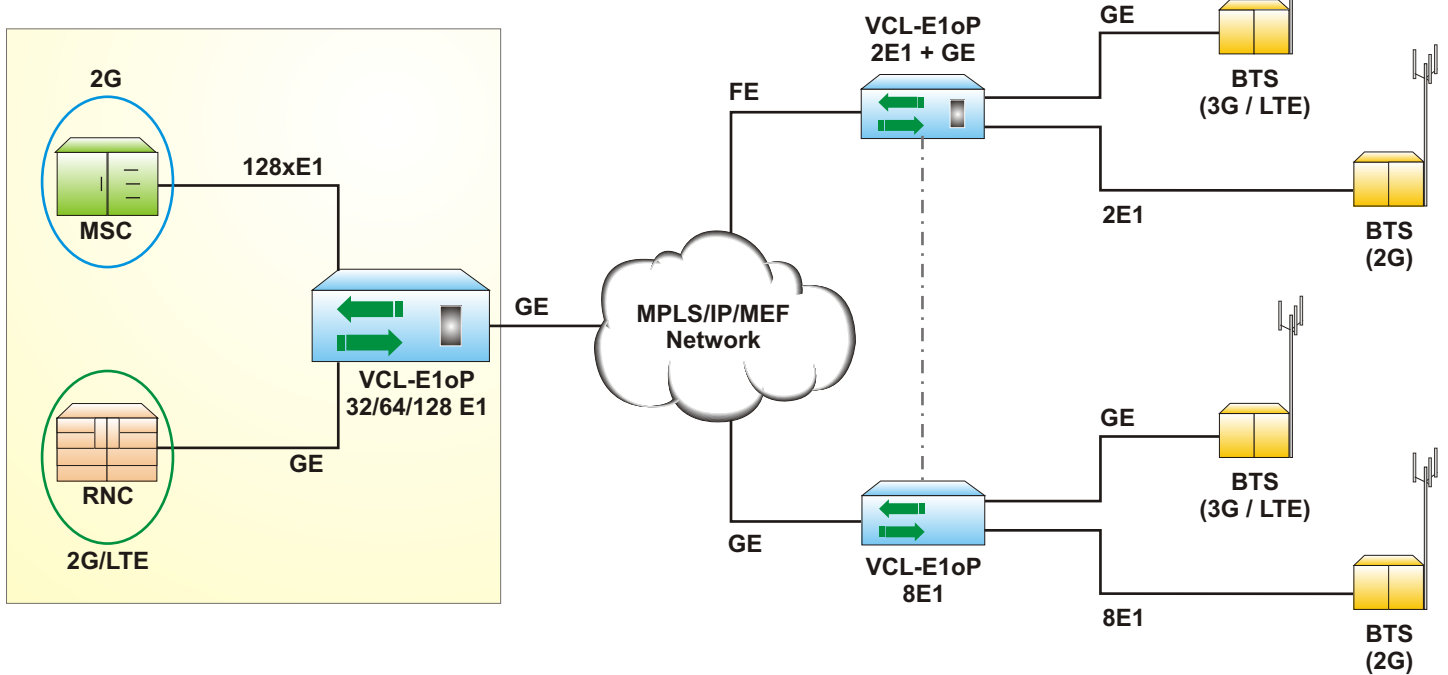 2G
MSC
128xE1
VCL-E1oP
32/64/128 E1
GE
RNC
2G/LTE
GE
MPLS/IP/MEF
Network
FE
VCL-E1oP
2E1 + GE
GE
BTS
(3G / LTE)
2E1
BTS
(2G)
GE
VCL-E1oP
8E1
GE
BTS
(3G / LTE)
8E1
BTS
(2G)